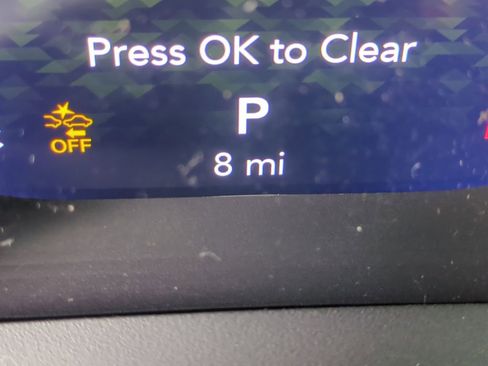 Press OK to Clear
P
OFF
8 mi